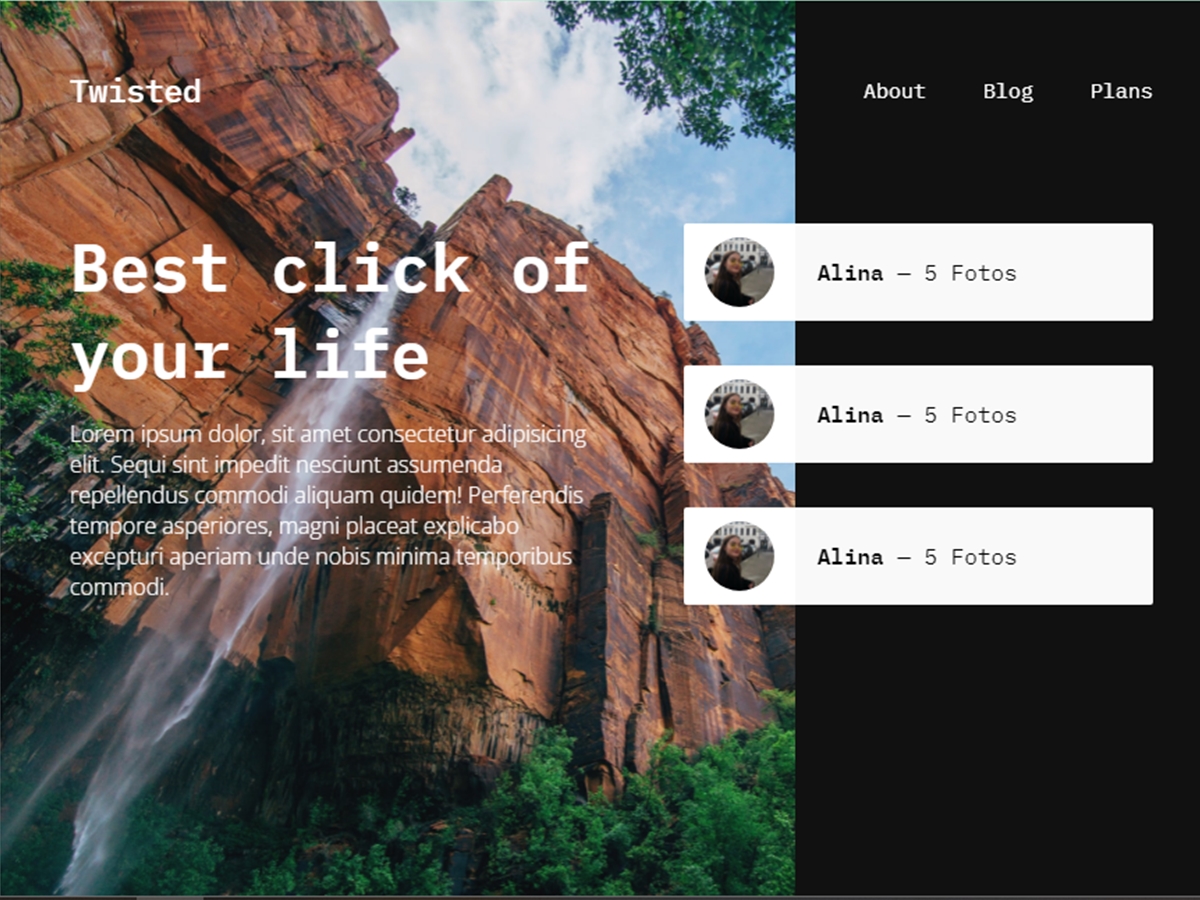 Twisted
About
Blog
Plans
Best click of
your life
Lorem ipsum dolor, sit amet consectetur adipisicing
elit. Sequi sint impedit nesciunt assumenda
repellendus commodi aliquam quidem! Perferendis
tempore asperiores, magni placeat explicabo
excepturi aperiam unde nobis minima temporibus
commodi.
Alina — 5 Fotos
Alina — 5 Fotos
Alina — 5 Fotos